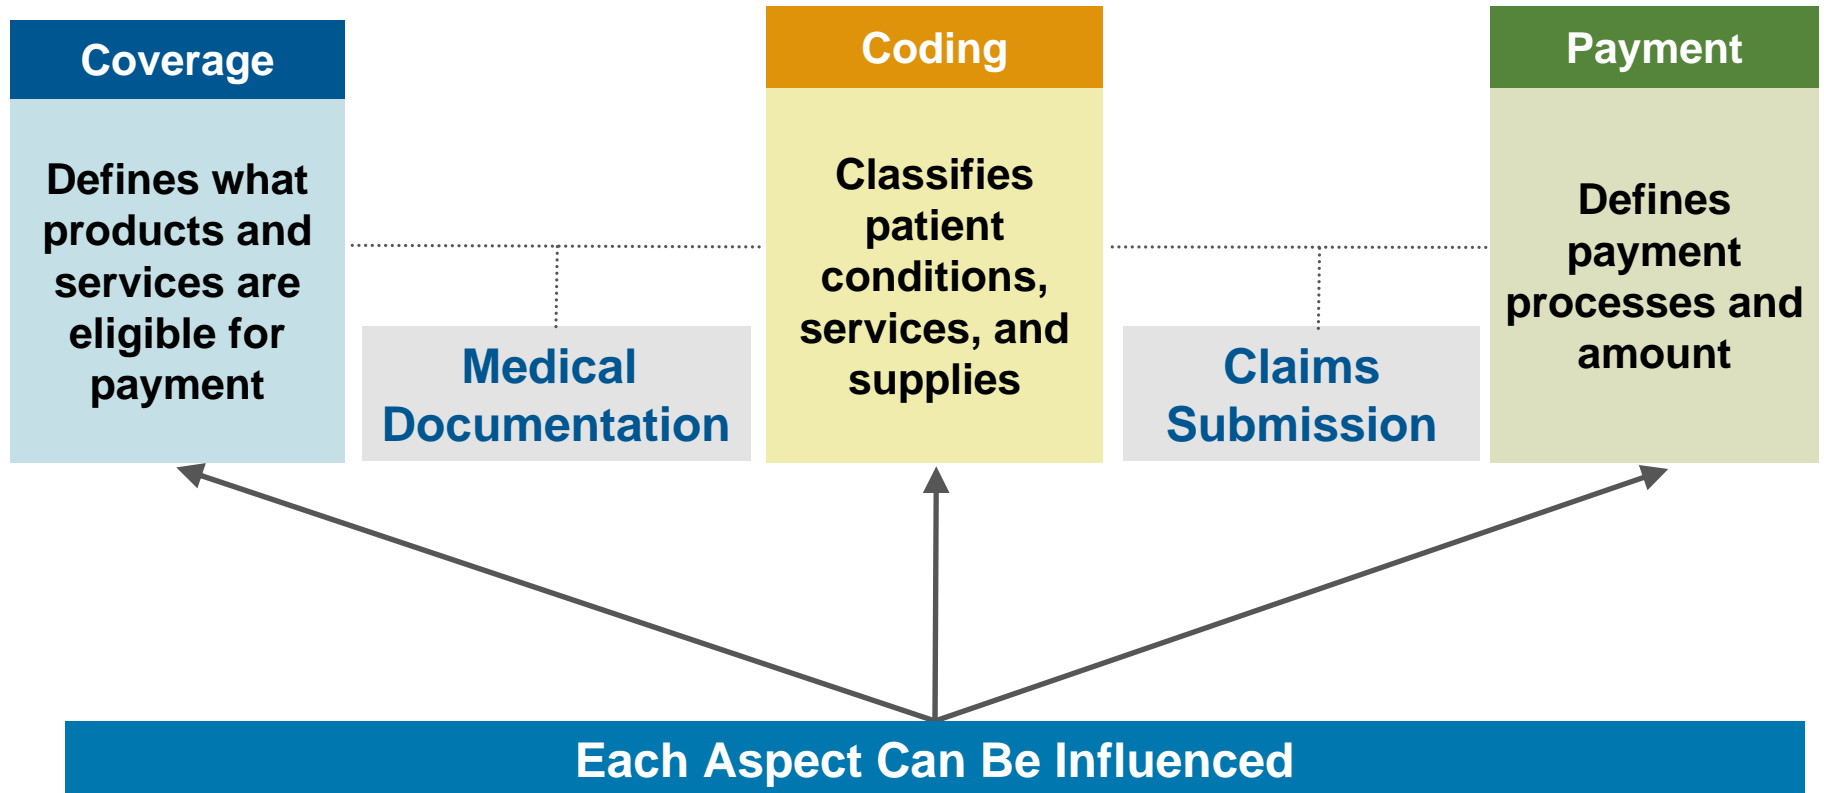 Coverage
Defines what
products and
services are
eligible for
payment
Medical
Documentation
Coding
Classifies
patient
conditions,
services, and
supplies
Claims
Submission
Payment
Defines
payment
processes and
amount
Each Aspect Can Be Influenced